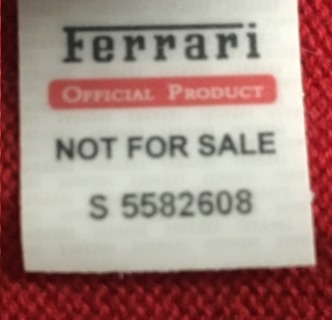 Ferrari
OFFICIAL PRODUCT
NOT FOR SALE
S 5582608